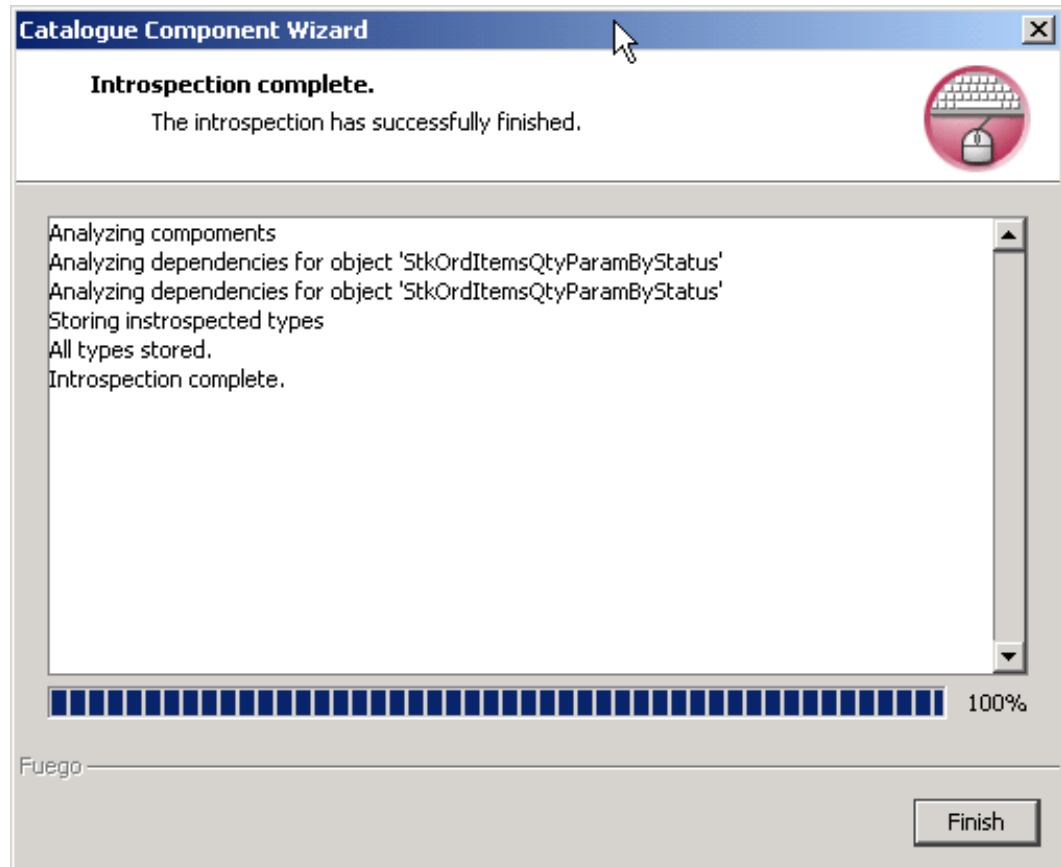 Catalogue Component Wizard
Introspection complete.
The introspection has successfully finished.
Analyzing compoments
Analyzing dependencies for object 'StkOrdItemsQtyParamByStatus'
Analyzing dependencies for object 'StkOrdItemsQtyParamByStatus'
Storing instrospected types
All types stored.
Introspection complete.
100%
Fuego
Finish